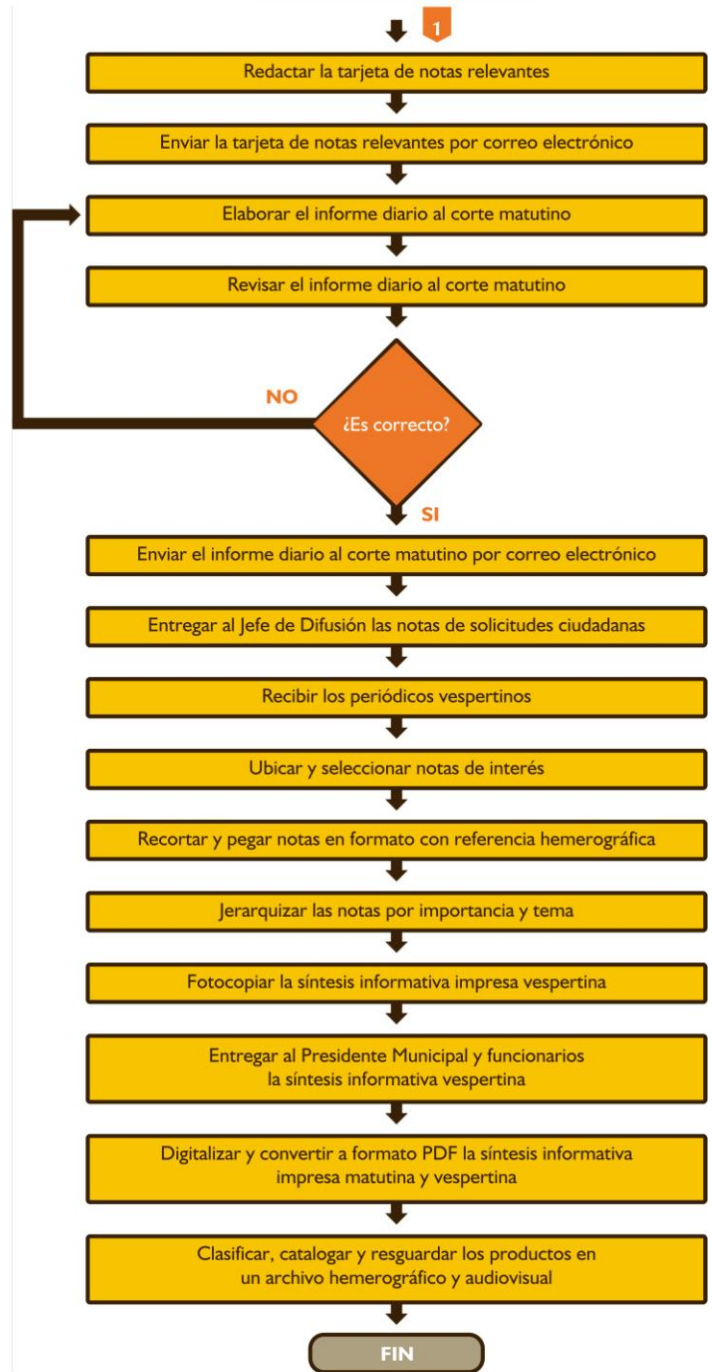 1
Redactar la tarjeta de notas relevantes
Enviar la tarjeta de notas relevantes por correo electrónico
Elaborar el informe diario al corte matutino
Revisar el informe diario al corte matutino
NO
¿Es correcto?
SI
Enviar el informe diario al corte matutino por correo electrónico
Entregar al Jefe de Difusión las notas de solicitudes ciudadanas
Recibir los periódicos vespertinos
Ubicar y seleccionar notas de interés
Recortar y pegar notas en formato con referencia hemerográfica
Jerarquizar las notas por importancia y tema
Fotocopiar la síntesis informativa impresa vespertina
Entregar al Presidente Municipal y funcionarios
la síntesis informativa vespertina
Digitalizar y convertir a formato PDF la síntesis informativa
impresa matutina y vespertina
Clasificar, catalogar y resguardar los productos en
un archivo hemerográfico y audiovisual
FIN